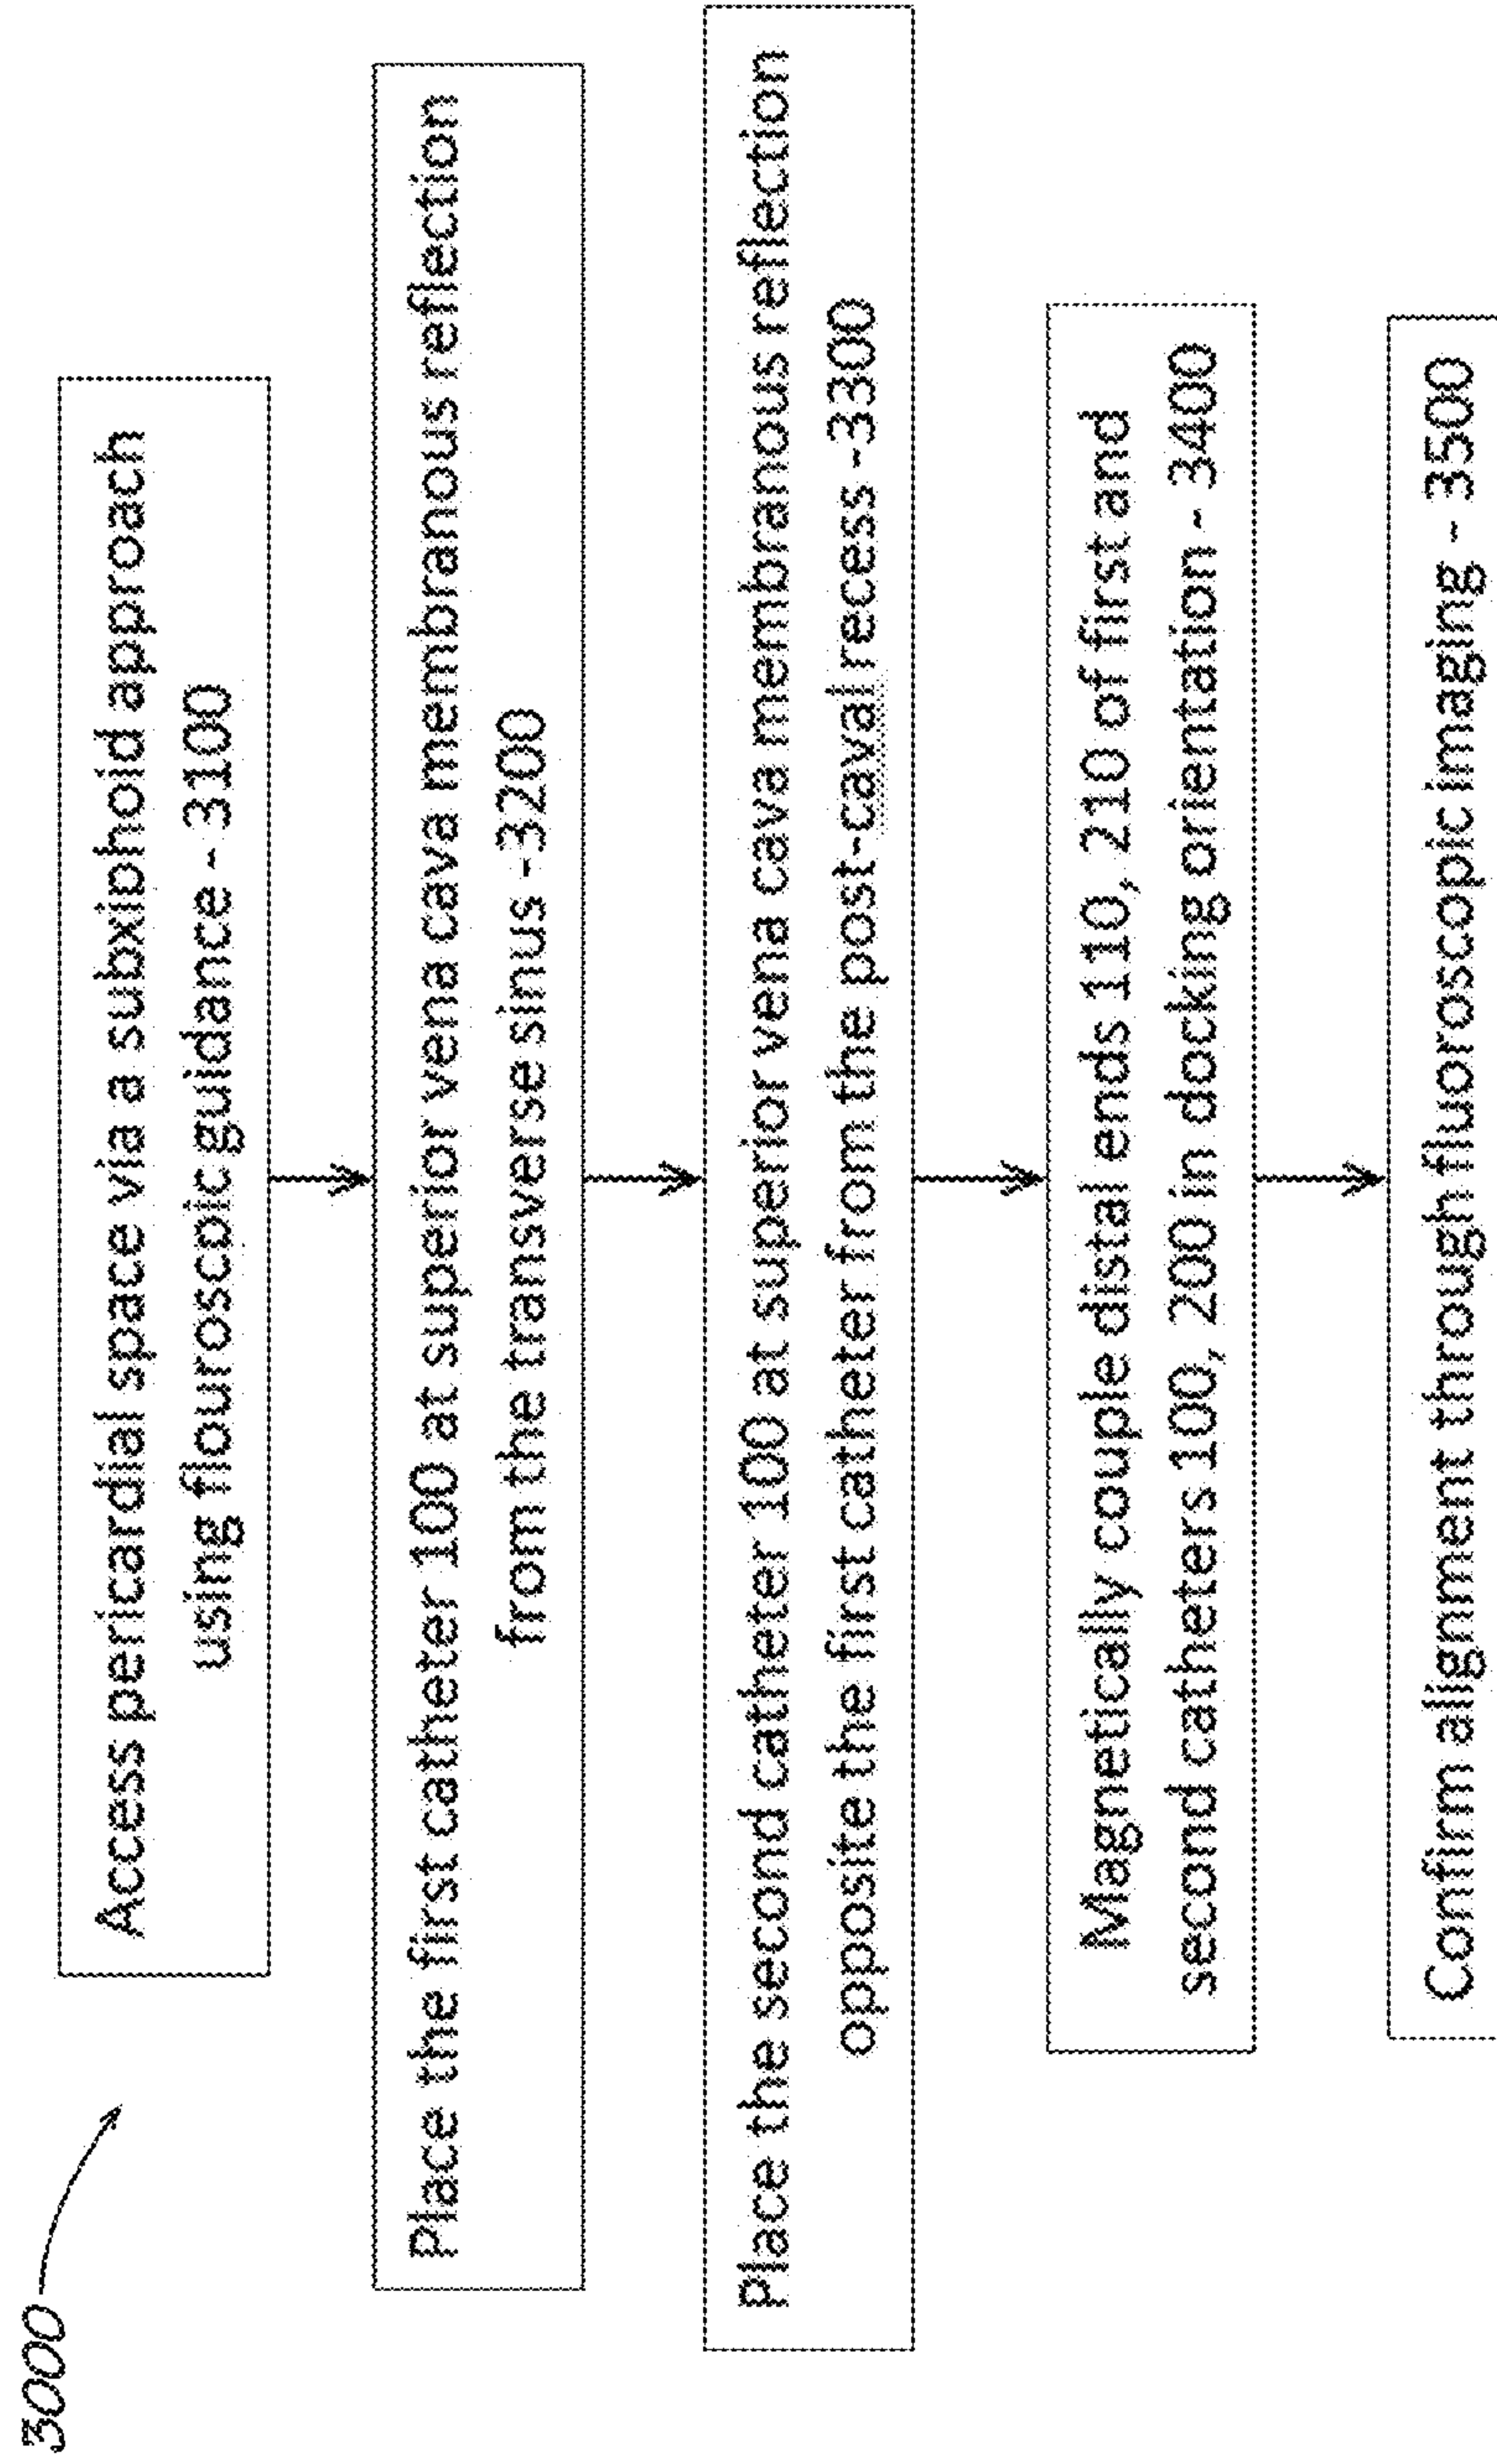 3000
Access pericardial space via a subxiphoid approach
using flouroscopic guidance - 3100
Place the first catheter 100 at superior vena cava membranous reflection
from the transverse sinus -3200
Place the second catheter 100 at superior vena cava membranous reflection
opposite the first catheter from the post-caval recess -3300
Magnetically couple distal ends 110, 210 of first and
second catheters 100, 200 in docking orientation - 3400
Confirm alignment through fluoroscopic imaging - 3500